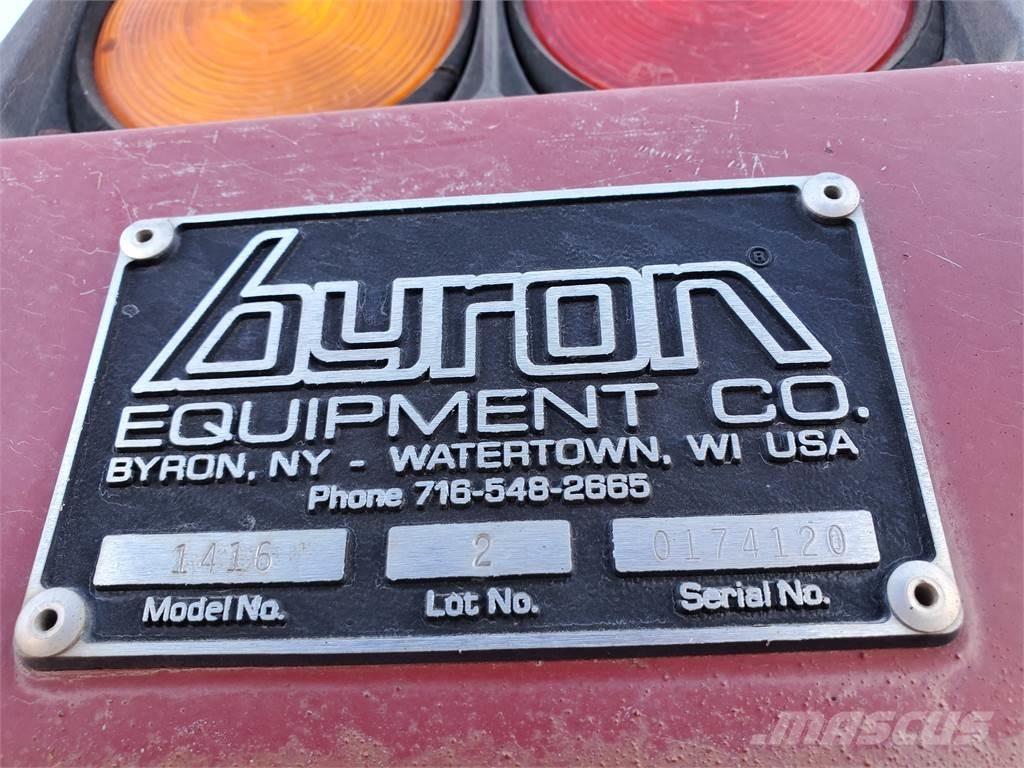 byron ®
EQUIPMENT CO.
BYRON, NY - WATERTOWN, WI USA
Phone 716-548-2665
1416 2 0174120
Model No. Lot No. Serial No.
MASCUS